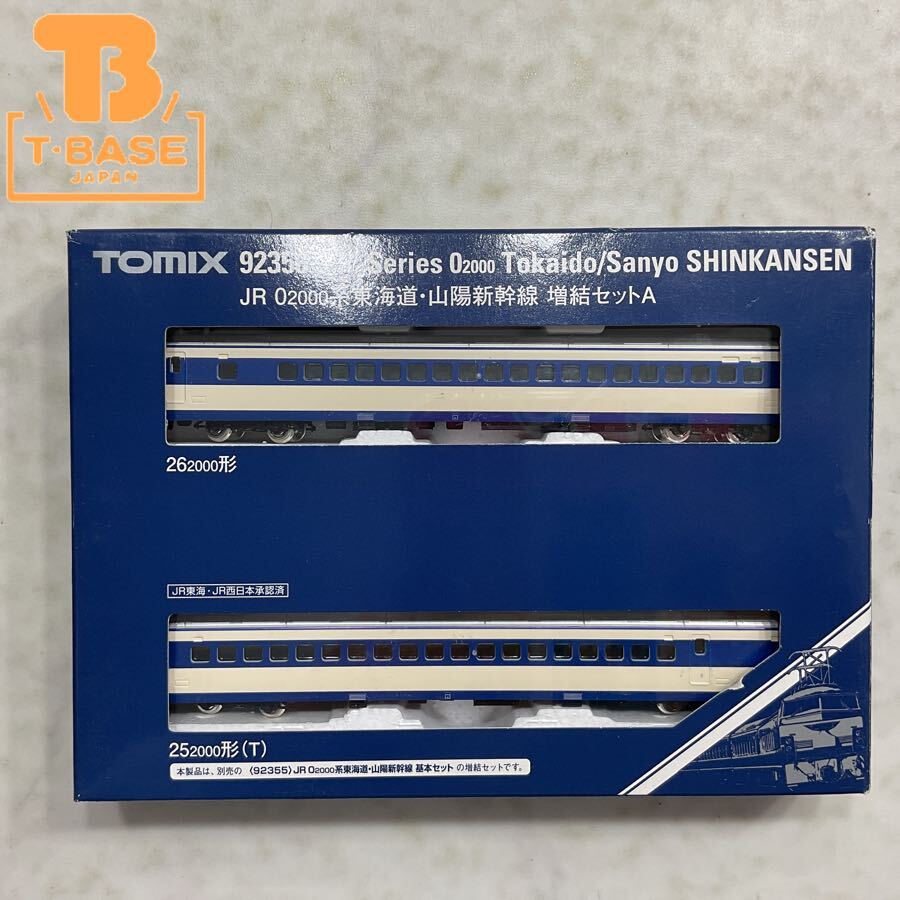 B
T·BASE
JAPAN
TOMIX Series 02000 Tokaido/Sanyo SHINKANSEN
JR 02000系東海道・山陽新幹線 増結セットA
262000形
JR東海・JR西日本承認済
252000形(T)
本製品は、別売の 〈92355〉JR 02000系東海道・山陽新幹線 基本セット の増結セットです。